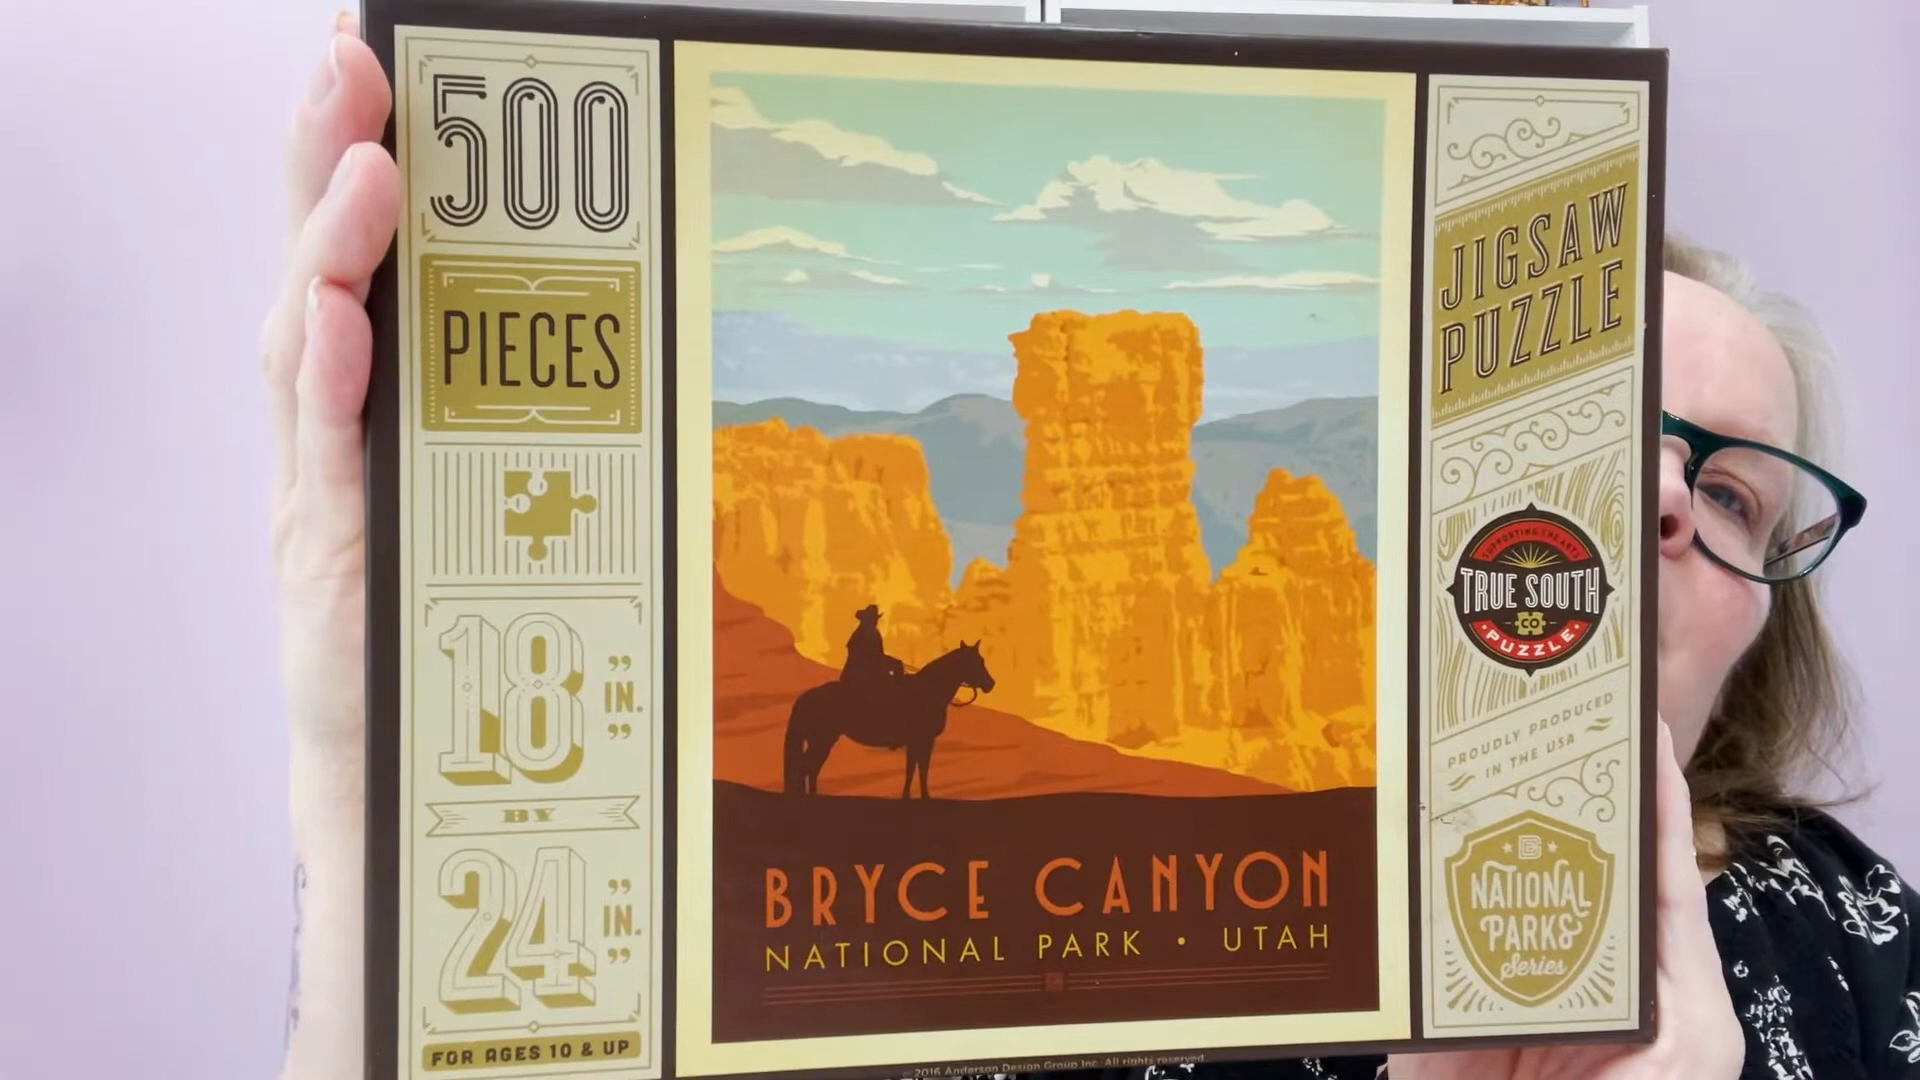 500
PIECES
18 ” IN. ”
BY
24 ” IN. ”
FOR AGES 10 & UP
BRYCE CANYON
NATIONAL PARK • UTAH
2016 Anderson Design Group Inc. All rights reserved.
JIGSAW
PUZZLE
SUPPORTING THE ARTS
TRUE SOUTH
CO
• PUZZLE •
PROUDLY PRODUCED
IN THE USA
NATIONAL
PARKS
Series